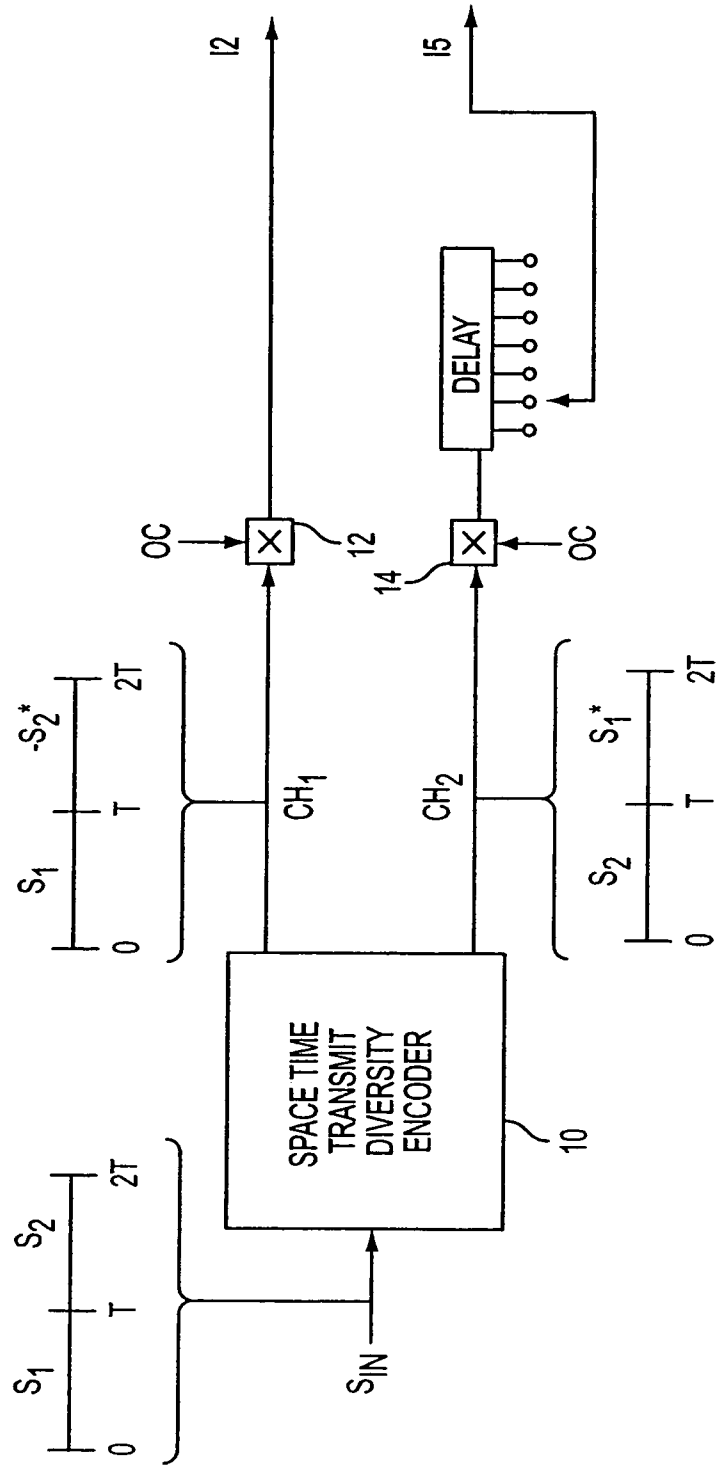 S1 S2
0 T 2T
SIN
SPACE TIME
TRANSMIT
DIVERSITY
ENCODER
10
S1 -S2*
0 T 2T
CH1
CH2
S2 S1*
0 T 2T
OC
12
14
OC
DELAY
I2
I5